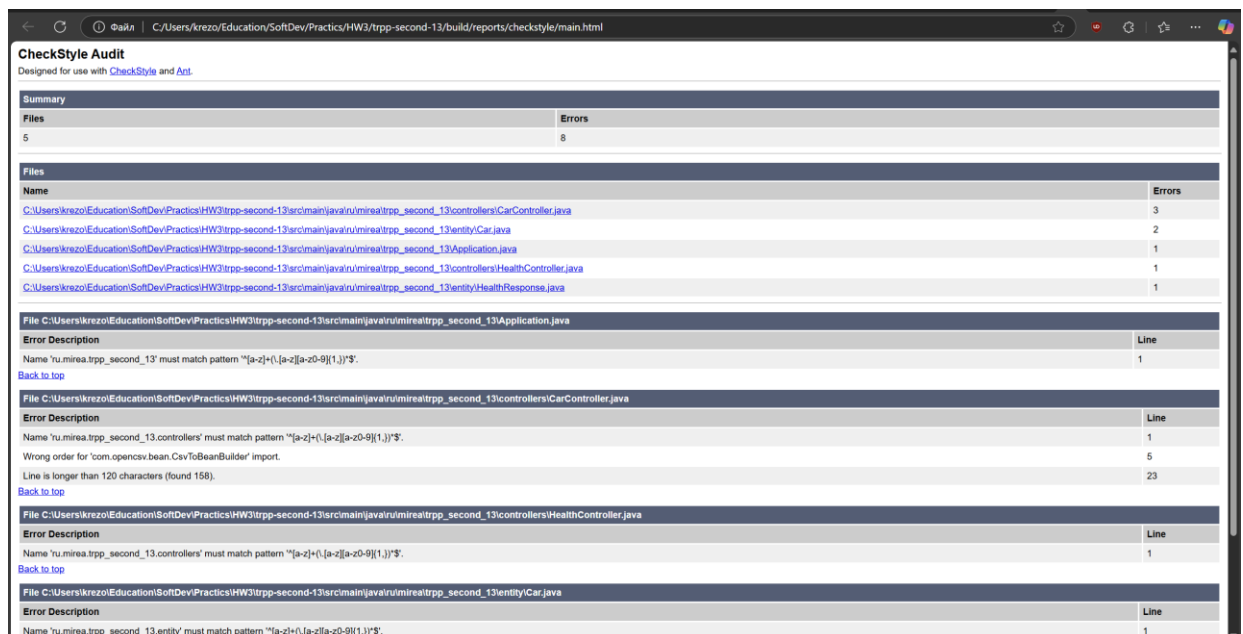 Файл | C:/Users/krezo/Education/SoftDev/Practics/HW3/trpp-second-13/build/reports/checkstyle/main.html
CheckStyle Audit
Designed for use with CheckStyle and Ant.
Summary
Files Errors
5 8
Files
Name Errors
C:\Users\krezo\Education\SoftDev\Practics\HW3\trpp-second-13\src\main\java\ru\mirea\trpp_second_13\controllers\CarController.java 3
C:\Users\krezo\Education\SoftDev\Practics\HW3\trpp-second-13\src\main\java\ru\mirea\trpp_second_13\entity\Car.java 2
C:\Users\krezo\Education\SoftDev\Practics\HW3\trpp-second-13\src\main\java\ru\mirea\trpp_second_13\Application.java 1
C:\Users\krezo\Education\SoftDev\Practics\HW3\trpp-second-13\src\main\java\ru\mirea\trpp_second_13\controllers\HealthController.java 1
C:\Users\krezo\Education\SoftDev\Practics\HW3\trpp-second-13\src\main\java\ru\mirea\trpp_second_13\entity\HealthResponse.java 1
File C:\Users\krezo\Education\SoftDev\Practics\HW3\trpp-second-13\src\main\java\ru\mirea\trpp_second_13\Application.java
Error Description Line
Name 'ru.mirea.trpp_second_13' must match pattern '^[a-z]+(\.[a-z][a-z0-9]{1,})*$'. 1
Back to top
File C:\Users\krezo\Education\SoftDev\Practics\HW3\trpp-second-13\src\main\java\ru\mirea\trpp_second_13\controllers\CarController.java
Error Description Line
Name 'ru.mirea.trpp_second_13.controllers' must match pattern '^[a-z]+(\.[a-z][a-z0-9]{1,})*$'. 1
Wrong order for 'com.opencsv.bean.CsvToBeanBuilder' import. 5
Line is longer than 120 characters (found 158). 23
Back to top
File C:\Users\krezo\Education\SoftDev\Practics\HW3\trpp-second-13\src\main\java\ru\mirea\trpp_second_13\controllers\HealthController.java
Error Description Line
Name 'ru.mirea.trpp_second_13.controllers' must match pattern '^[a-z]+(\.[a-z][a-z0-9]{1,})*$'. 1
Back to top
File C:\Users\krezo\Education\SoftDev\Practics\HW3\trpp-second-13\src\main\java\ru\mirea\trpp_second_13\entity\Car.java
Error Description Line
Name 'ru.mirea.trpp_second_13.entity' must match pattern '^[a-z]+(\.[a-z][a-z0-9]{1,})*$'. 1